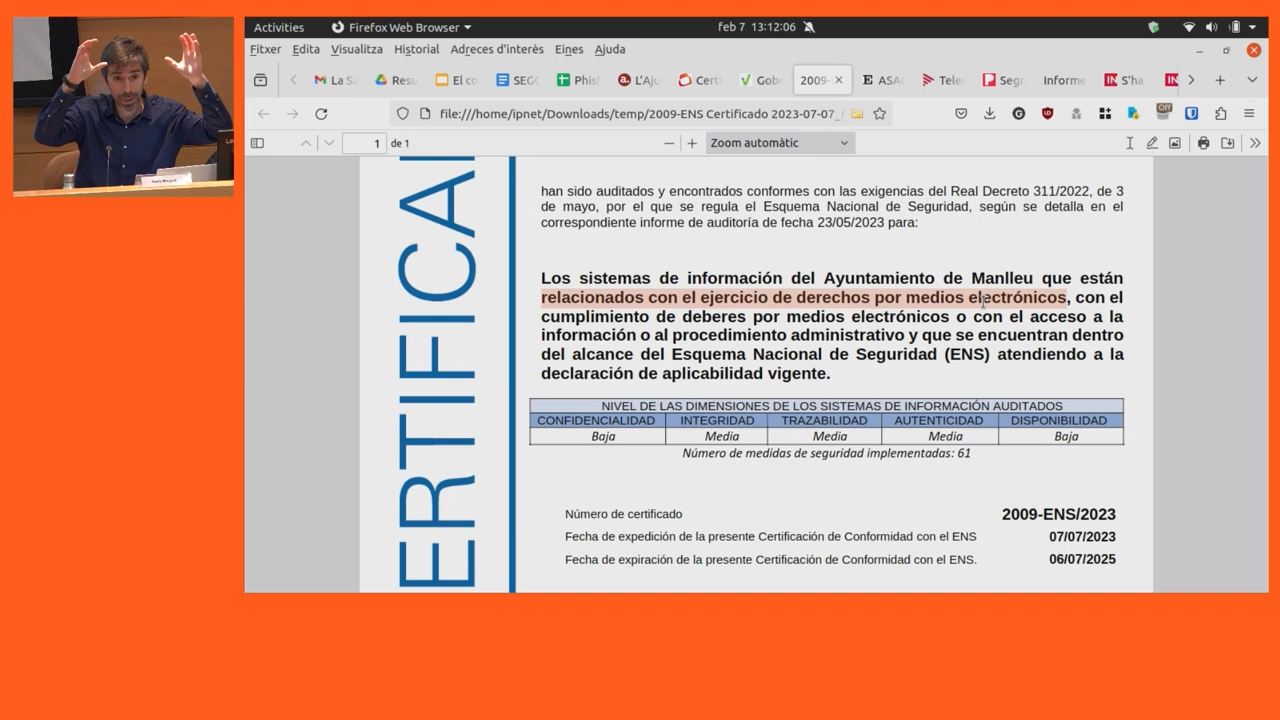 Activities
Firefox Web Browser
feb 7 13:12:06
Fitxer Edita Visualitza Historial Adreces d'interès Eines Ajuda
La Sa
Resu
El co
SEGO
Phis
L'Aju
Certi
Gobe
2009-
ASA
Teler
Segr
Informe
S'ha
file:///home/ipnet/Downloads/temp/2009-ENS Certificado 2023-07-07_
Off
1 de 1
Zoom automàtic
ERTIFICA
han sido auditados y encontrados conformes con las exigencias del Real Decreto 311/2022, de 3
de mayo, por el que se regula el Esquema Nacional de Seguridad, según se detalla en el
correspondiente informe de auditoría de fecha 23/05/2023 para:
Los sistemas de información del Ayuntamiento de Manlleu que están
relacionados con el ejercicio de derechos por medios electrónicos, con el
cumplimiento de deberes por medios electrónicos o con el acceso a la
información o al procedimiento administrativo y que se encuentran dentro
del alcance del Esquema Nacional de Seguridad (ENS) atendiendo a la
declaración de aplicabilidad vigente.
NIVEL DE LAS DIMENSIONES DE LOS SISTEMAS DE INFORMACIÓN AUDITADOS
CONFIDENCIALIDAD INTEGRIDAD TRAZABILIDAD AUTENTICIDAD DISPONIBILIDAD
Baja Media Media Media Baja
Número de medidas de seguridad implementadas: 61
Número de certificado 2009-ENS/2023
Fecha de expedición de la presente Certificación de Conformidad con el ENS 07/07/2023
Fecha de expiración de la presente Certificación de Conformidad con el ENS. 06/07/2025